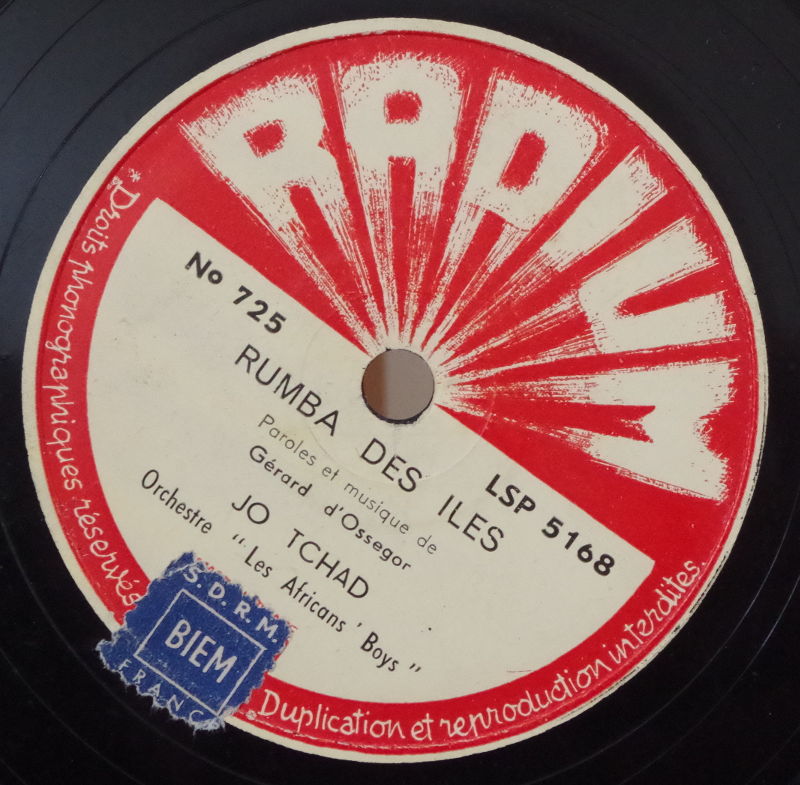 RADIUM
No 725
LSP 5168
RUMBA DES ILES
Paroles et musique de
Gérard d'Ossegor
JO TCHAD
Orchestre "Les Africans' Boys"
*Droits phonographiques réservés
*Duplication et reproduction interdites.
S.D.R.M.
BIEM
FRANCE